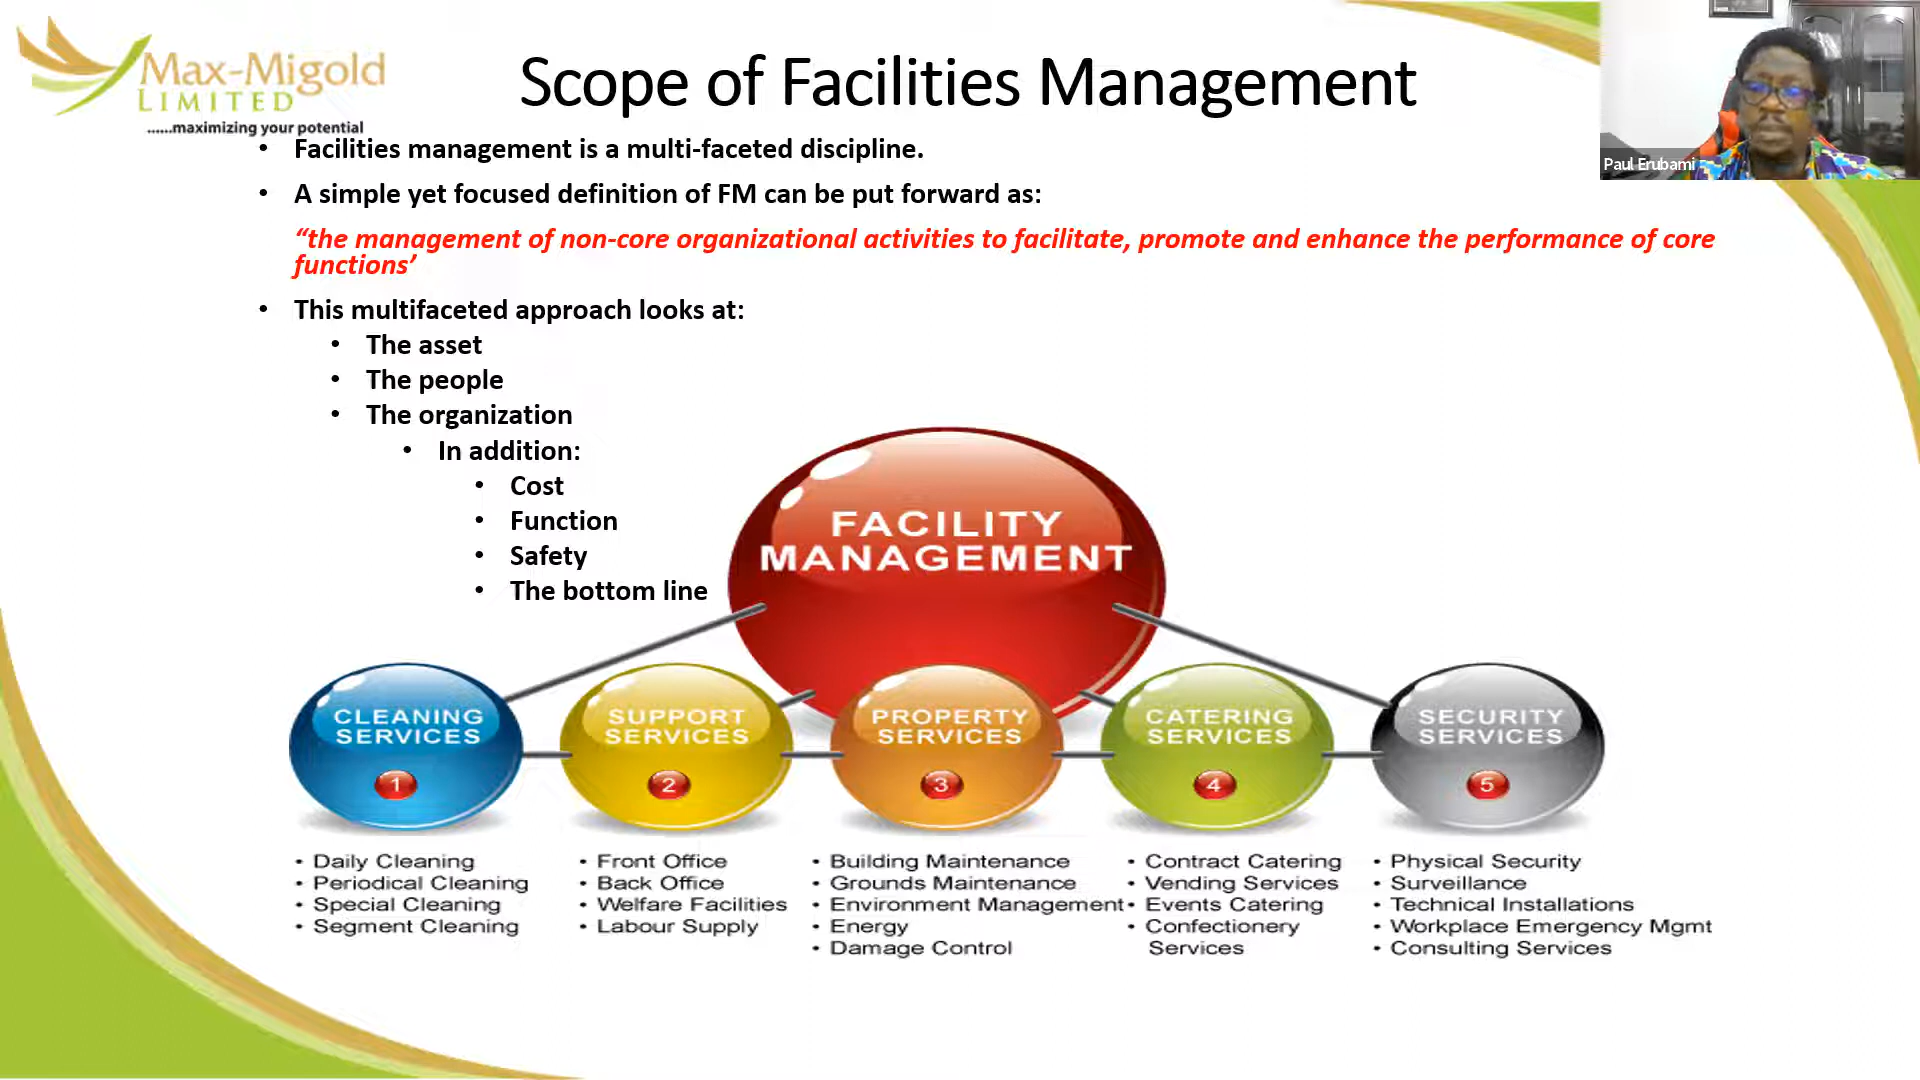 Max-Migold
LIMITED
......maximizing your potential
Scope of Facilities Management
Paul Erubami
• Facilities management is a multi-faceted discipline.
• A simple yet focused definition of FM can be put forward as:
“the management of non-core organizational activities to facilitate, promote and enhance the performance of core
functions’
• This multifaceted approach looks at:
• The asset
• The people
• The organization
• In addition:
• Cost
• Function
• Safety
• The bottom line
FACILITY
MANAGEMENT
CLEANING
SERVICES
1
SUPPORT
SERVICES
2
PROPERTY
SERVICES
3
CATERING
SERVICES
4
SECURITY
SERVICES
5
• Daily Cleaning
• Periodical Cleaning
• Special Cleaning
• Segment Cleaning
• Front Office
• Back Office
• Welfare Facilities
• Labour Supply
• Building Maintenance
• Grounds Maintenance
• Environment Management
• Energy
• Damage Control
• Contract Catering
• Vending Services
• Events Catering
• Confectionery
Services
• Physical Security
• Surveillance
• Technical Installations
• Workplace Emergency Mgmt
• Consulting Services